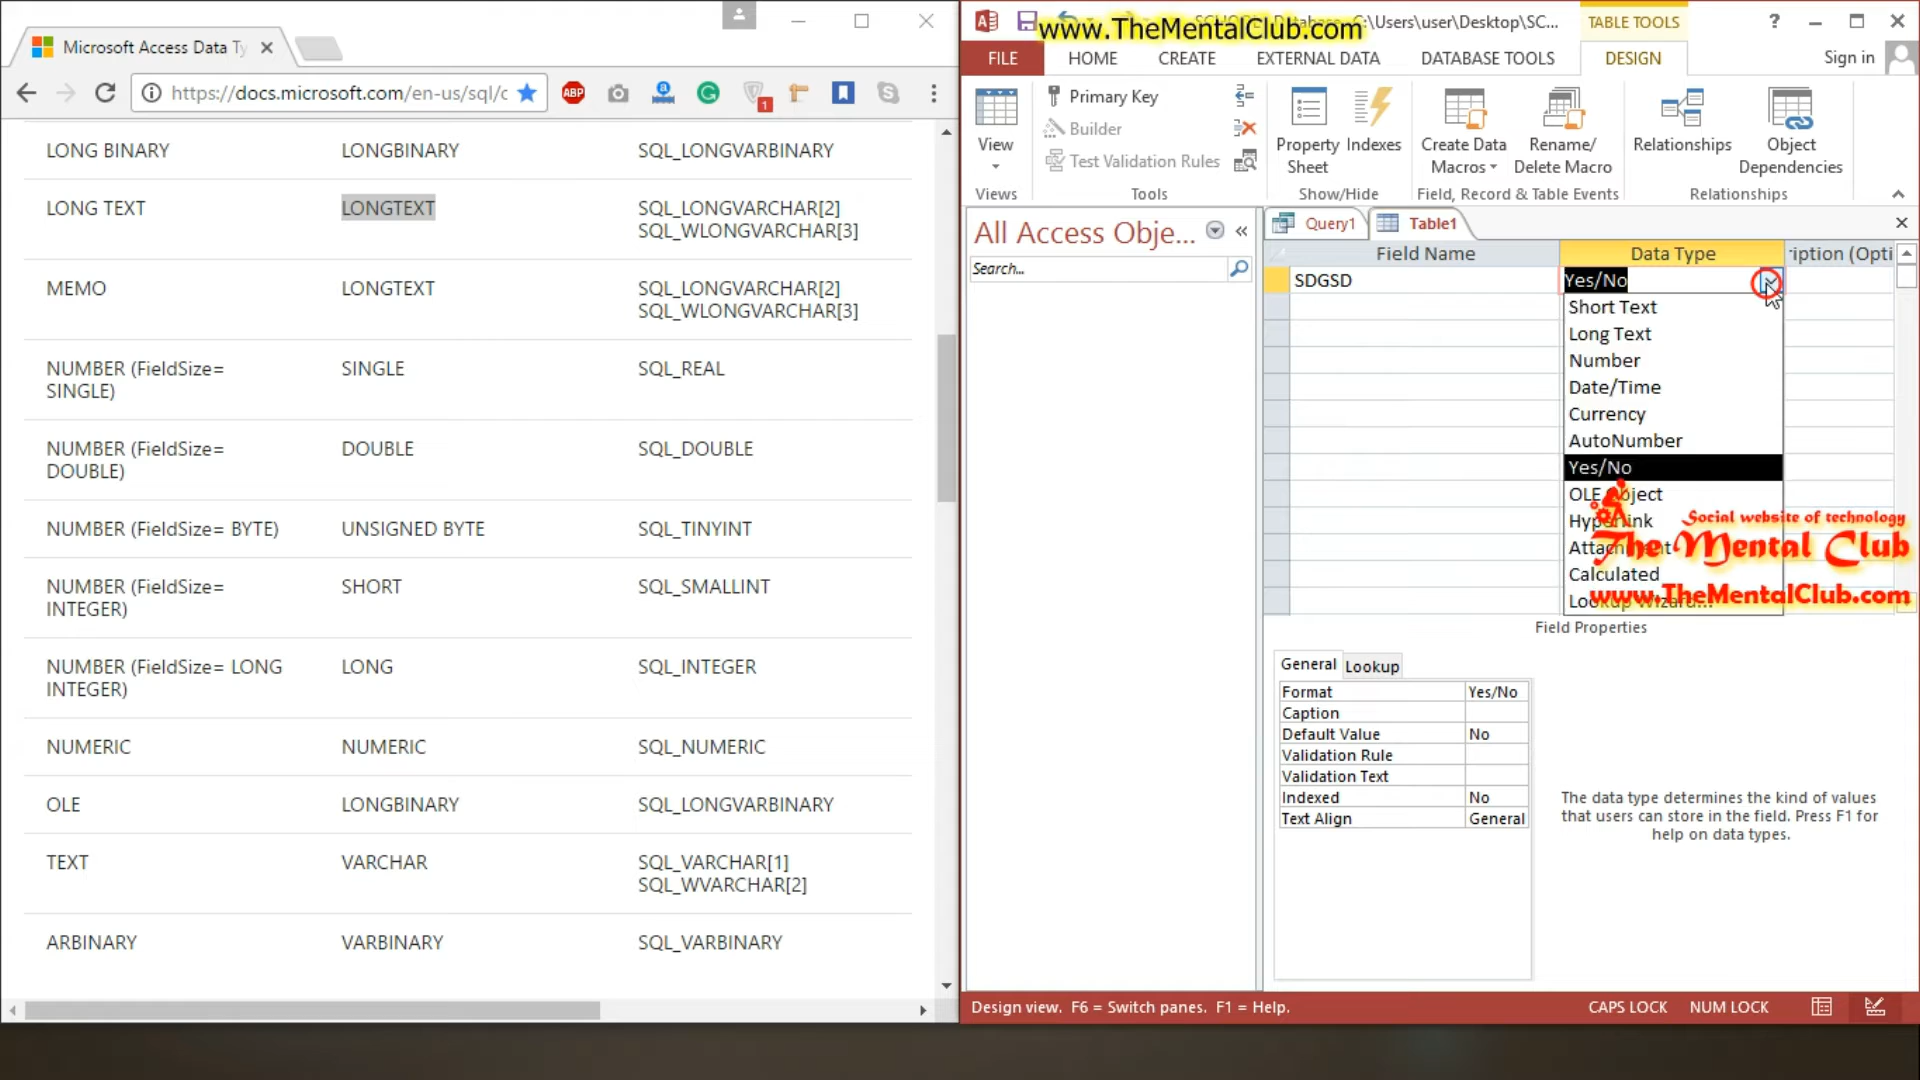 Microsoft Access Data Ty
https://docs.microsoft.com/en-us/sql/c
ABP
1
LONG BINARY LONGBINARY SQL_LONGVARBINARY
LONG TEXT LONGTEXT SQL_LONGVARCHAR[2]
SQL_WLONGVARCHAR[3]
MEMO LONGTEXT SQL_LONGVARCHAR[2]
SQL_WLONGVARCHAR[3]
NUMBER (FieldSize= SINGLE SQL_REAL
SINGLE)
NUMBER (FieldSize= DOUBLE SQL_DOUBLE
DOUBLE)
NUMBER (FieldSize= BYTE) UNSIGNED BYTE SQL_TINYINT
NUMBER (FieldSize= SHORT SQL_SMALLINT
INTEGER)
NUMBER (FieldSize= LONG LONG SQL_INTEGER
INTEGER)
NUMERIC NUMERIC SQL_NUMERIC
OLE LONGBINARY SQL_LONGVARBINARY
TEXT VARCHAR SQL_VARCHAR[1]
SQL_WVARCHAR[2]
ARBINARY VARBINARY SQL_VARBINARY
www.TheMentalClub.com
C:\Users\user\Desktop\SC...
TABLE TOOLS
?
FILE HOME CREATE EXTERNAL DATA DATABASE TOOLS DESIGN Sign in
View
Primary Key
Builder
Test Validation Rules
Property Sheet
Indexes
Create Data Macros
Rename/ Delete Macro
Relationships
Object Dependencies
Views Tools Show/Hide Field, Record & Table Events Relationships
All Access Obje... «
Search...
Query1 Table1
Field Name Data Type ription (Opti
SDGSD Yes/No
Short Text
Long Text
Number
Date/Time
Currency
AutoNumber
Yes/No
OLE Object
Hyperlink
Attachment
Calculated
Lookup Wizard...
Social website of technology
The Mental Club
www.TheMentalClub.com
Field Properties
General Lookup
Format Yes/No
Caption
Default Value No
Validation Rule
Validation Text
Indexed No
Text Align General
The data type determines the kind of values
that users can store in the field. Press F1 for
help on data types.
Design view. F6 = Switch panes. F1 = Help. CAPS LOCK NUM LOCK